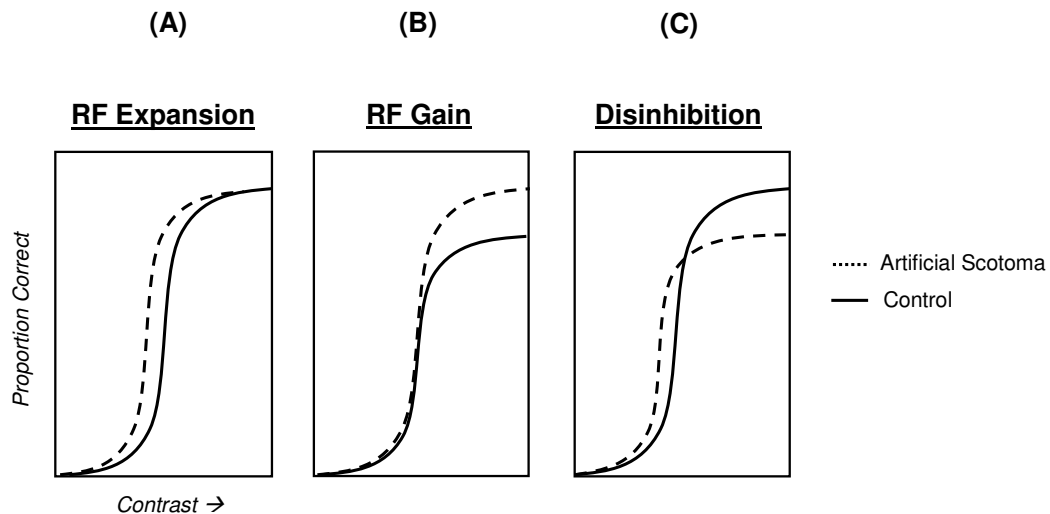 (A)
(B)
(C)
RF Expansion
RF Gain
Disinhibition
Proportion Correct
Artificial Scotoma
Control
Contrast →